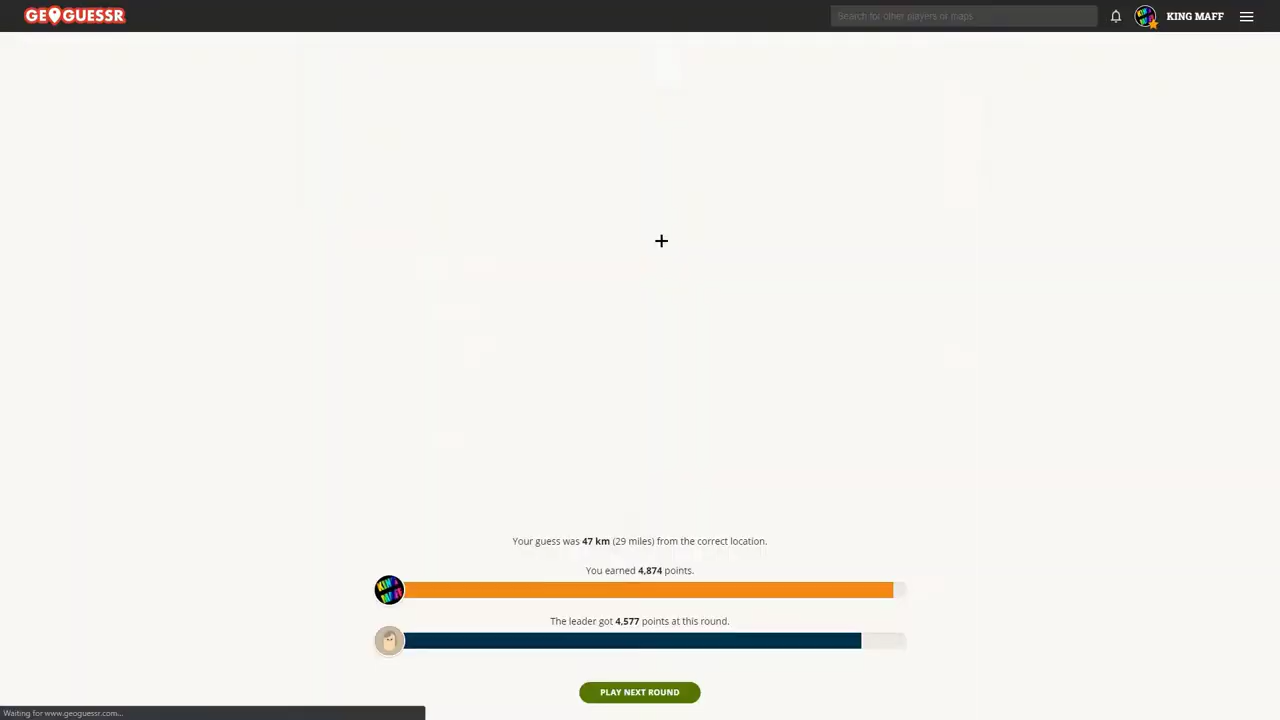 GEOGUESSR
Search for other players or maps
KING MAFF
Your guess was 47 km (29 miles) from the correct location.
You earned 4,874 points.
KING MAFF
The leader got 4,577 points at this round.
PLAY NEXT ROUND
Waiting for www.geoguessr.com...